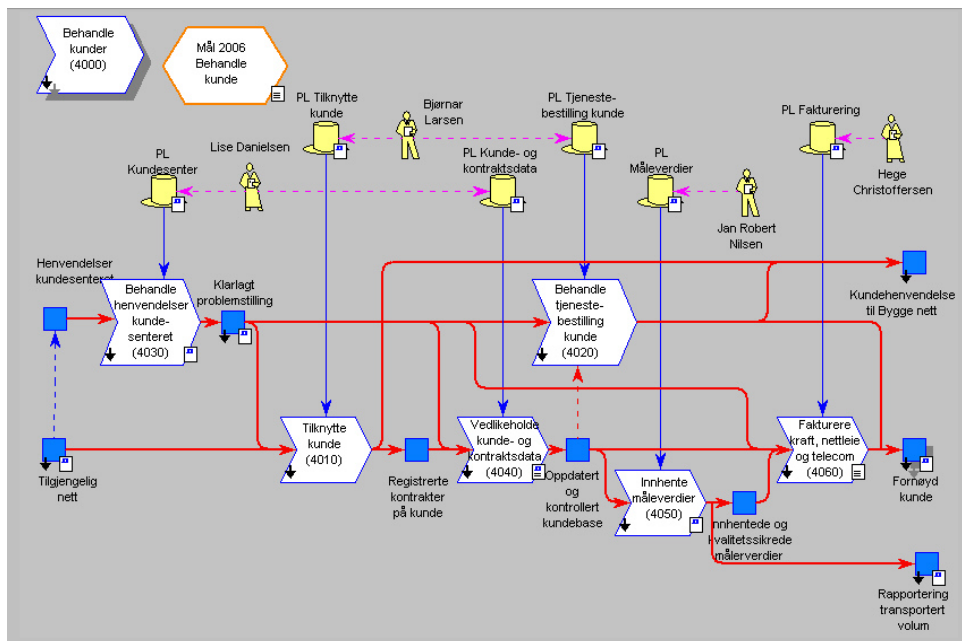 Behandle
kunder
(4000)
Mål 2006
Behandle
kunde
PL Tilknytte
kunde
Bjørnar
Larsen
PL Tjeneste-
bestilling kunde
PL Fakturering
Lise Danielsen
PL
Kundesenter
PL Kunde- og
kontraktsdata
PL
Måleverdier
Hege
Christoffersen
Jan Robert
Nilsen
Henvendelser
kundesenteret
Behandle
henvendelser
kunde-
senteret
(4030)
Klarlagt
problemstilling
Behandle
tjeneste-
bestilling
kunde
(4020)
Kundehenvendelse
til Bygge nett
Tilgjengelig
nett
Tilknytte
kunde
(4010)
Registrerte
kontrakter
på kunde
Vedlikeholde
kunde- og
kontraktsdata
(4040)
Oppdatert
og
kontrollert
kundebase
Innhente
måleverdier
(4050)
Innhentede og
kvalitetssikrede
målerverdier
Fakturere
kraft, nettleie
og telecom
(4060)
Fornøyd
kunde
Rapportering
transportert
volum